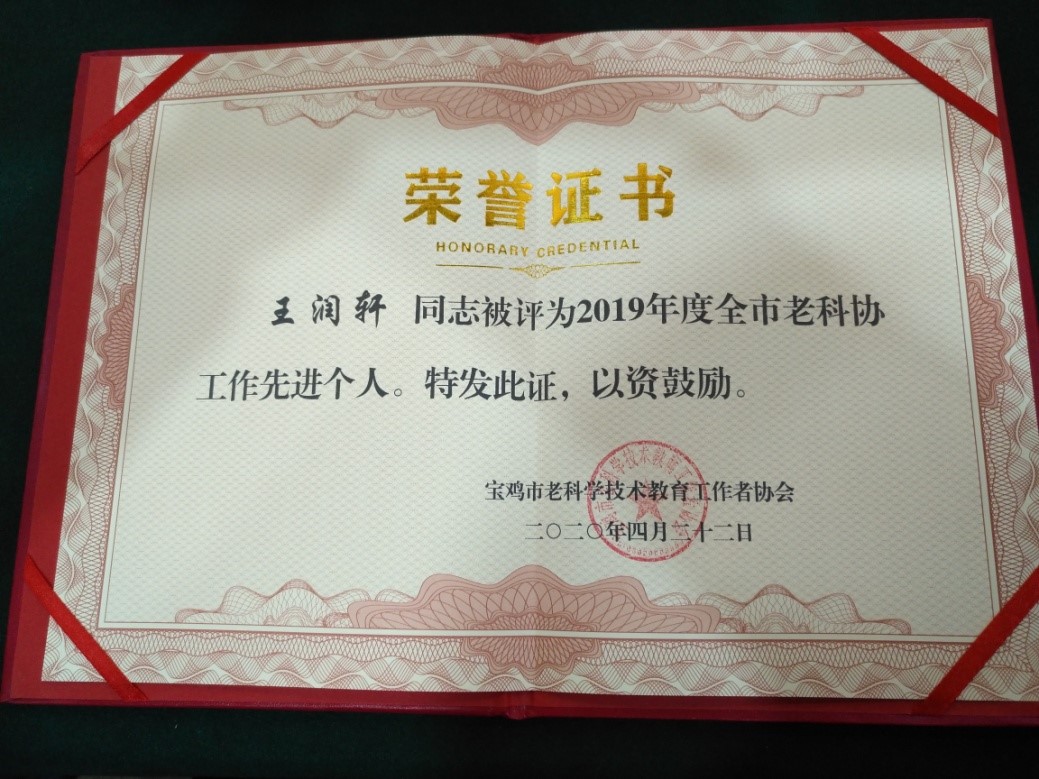 荣誉证书
HONORARY CREDENTIAL
王润轩 同志被评为2019年度全市老科协
工作先进个人。特发此证，以资鼓励。
宝鸡市老科学技术教育工作者协会
二〇二〇年四月二十二日